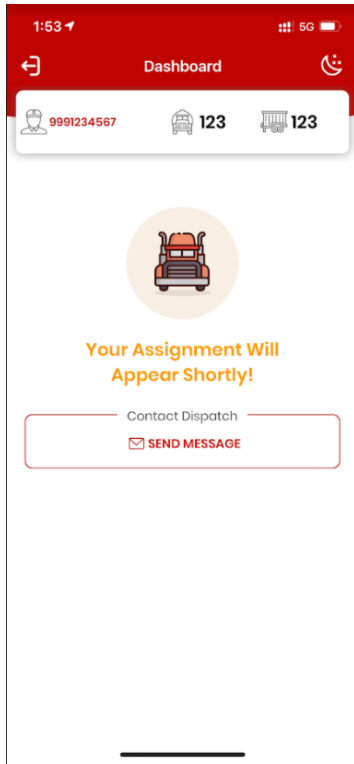 1:53
5G
Dashboard
9991234567
123
123
Your Assignment Will
Appear Shortly!
Contact Dispatch
SEND MESSAGE